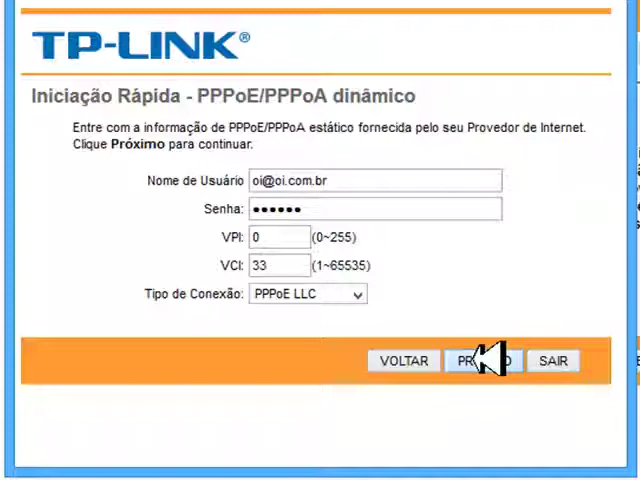 TP-LINK®
Iniciação Rápida - PPPoE/PPPoA dinâmico
Entre com a informação de PPPoE/PPPoA estático fornecida pelo seu Provedor de Internet.
Clique Próximo para continuar.
Nome de Usuário oi@oi.com.br
Senha: ••••••
VPI: 0 (0~255)
VCI: 33 (1~65535)
Tipo de Conexão: PPPoE LLC
VOLTAR SAIR